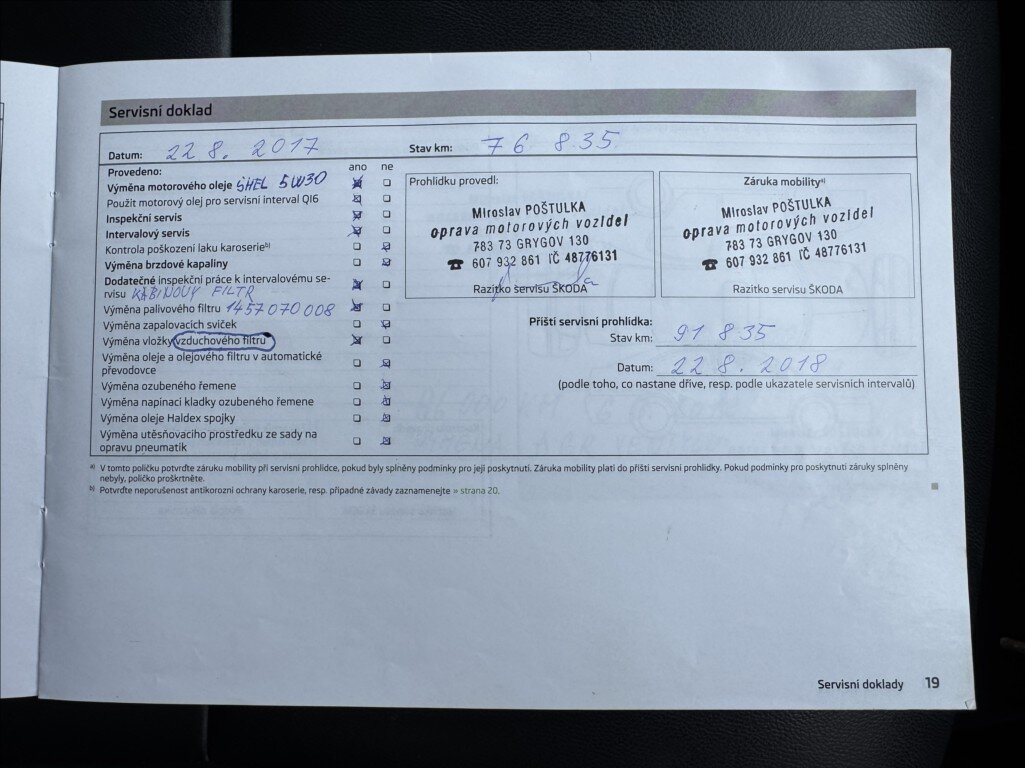 Servisní doklad
Datum: 22 8. 2017 Stav km: 76 835
Provedeno: ano ne
Výměna motorového oleje SHEL 5W30
Použit motorový olej pro servisní interval QI6
Inspekční servis
Intervalový servis
Kontrola poškození laku karoserie b)
Výměna brzdové kapaliny
Dodatečné inspekční práce k intervalovému se-
rvisu KABINOVY FILTR
Výměna palivového filtru 1457070008
Výměna zapalovacích svíček
Výměna vložky vzduchového filtru
Výměna oleje a olejového filtru v automatické
převodovce
Výměna ozubeného řemene
Výměna napínací kladky ozubeného řemene
Výměna oleje Haldex spojky
Výměna utěsňovacího prostředku ze sady na
opravu pneumatik
Prohlídku provedl:
Miroslav POŠTULKA
oprava motorových vozidel
783 73 GRYGOV 130
☎ 607 932 861 IČ 48776131
Razítko servisu ŠKODA
Záruka mobility a)
Miroslav POŠTULKA
oprava motorových vozidel
783 73 GRYGOV 130
☎ 607 932 861 IČ 48776131
Razítko servisu ŠKODA
Příští servisní prohlídka:
Stav km: 91 835
Datum: 22 8. 2018
(podle toho, co nastane dříve, resp. podle ukazatele servisních intervalů)
a) V tomto políčku potvrďte záruku mobility při servisní prohlídce, pokud byly splněny podmínky pro její poskytnutí. Záruka mobility platí do příští servisní prohlídky. Pokud podmínky pro poskytnutí záruky splněny
nebyly, políčko proškrtněte.
b) Potvrďte neporušenost antikorozní ochrany karoserie, resp. případné závady zaznamenejte » strana 20.
Servisní doklady 19